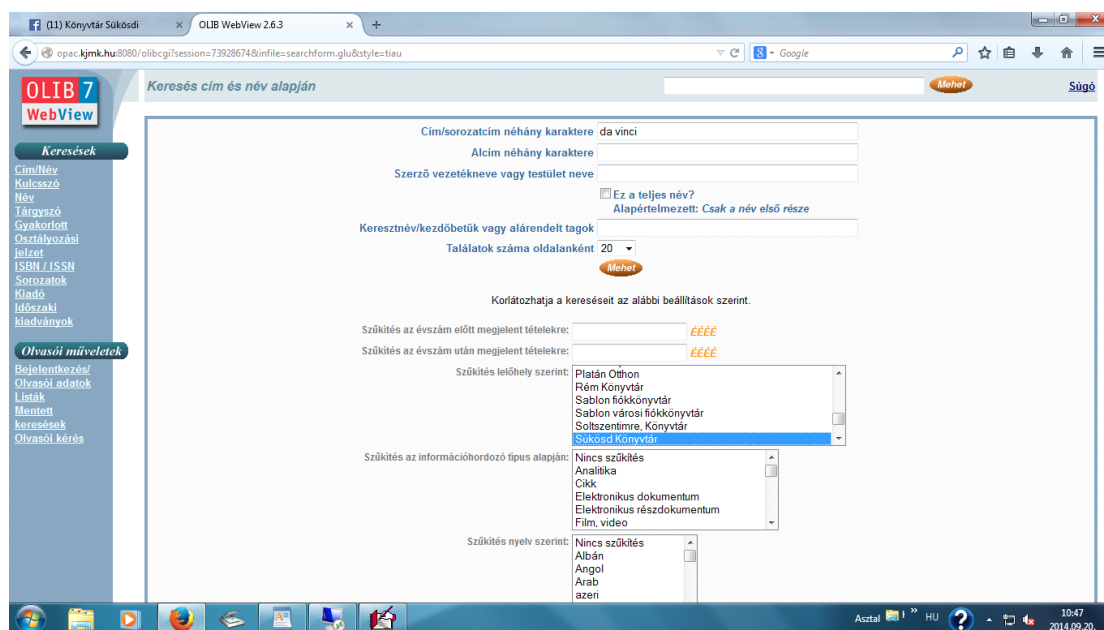 (11) Könyvtár Sükösdi
OLIB WebView 2.6.3
opac.kjmk.hu:8080/olibcgi?session=73928674&infile=searchform.glu&style=tiau
Google
OLIB 7
WebView
Keresés cím és név alapján
Mehet
Súgó
Keresések
Cím/Név
Kulcsszó
Név
Tárgyszó
Gyakorlott
Osztályozási
jelzet
ISBN / ISSN
Sorozatok
Kiadó
Időszaki
kiadványok
Olvasói műveletek
Bejelentkezés/
Olvasói adatok
Listák
Mentett
keresések
Olvasói kérés
Cím/sorozatcím néhány karaktere da vinci
Alcím néhány karaktere
Szerző vezetékneve vagy testület neve
Ez a teljes név?
Alapértelmezett: Csak a név első része
Keresztnév/kezdőbetűk vagy alárendelt tagok
Találatok száma oldalanként 20
Mehet
Korlátozhatja a kereséseit az alábbi beállítások szerint.
Szűkítés az évszám előtt megjelent tételekre: ÉÉÉÉ
Szűkítés az évszám után megjelent tételekre: ÉÉÉÉ
Szűkítés lelőhely szerint:
Platán Otthon
Rém Könyvtár
Sablon fiókkönyvtár
Sablon városi fiókkönyvtár
Soltszentimre, Könyvtár
Sükösd Könyvtár
Szűkítés az információhordozó típus alapján:
Nincs szűkítés
Analitika
Cikk
Elektronikus dokumentum
Elektronikus részdokumentum
Film, video
Szűkítés nyelv szerint:
Nincs szűkítés
Albán
Angol
Arab
azeri
Asztal
HU
10:47
2014.09.20.